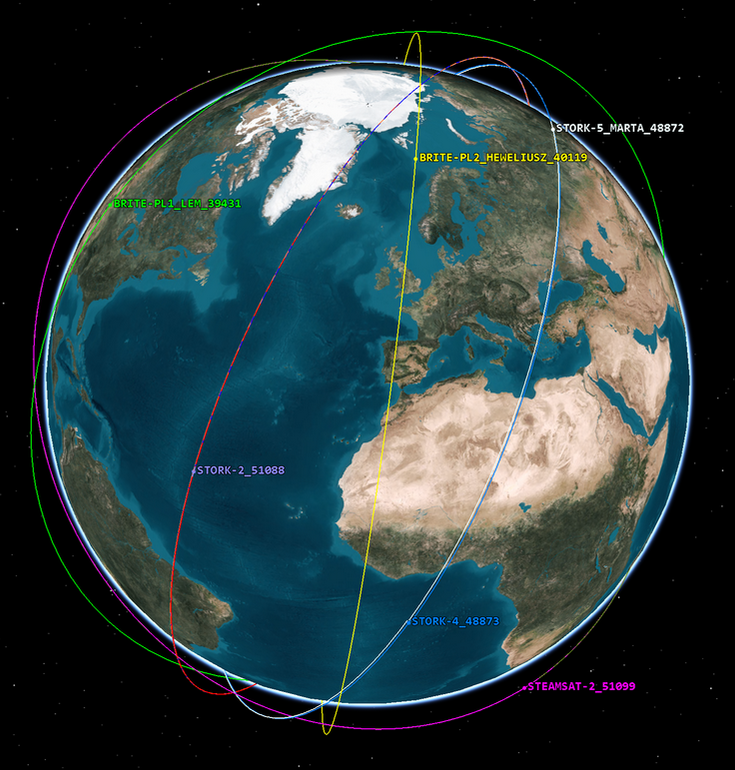 STORK-5_MARTA_48872
BRITE-PL2_HEWELIUSZ_40119
BRITE-PL1_LEM_39431
STORK-2_51088
STORK-4_48873
STEAMSAT-2_51099